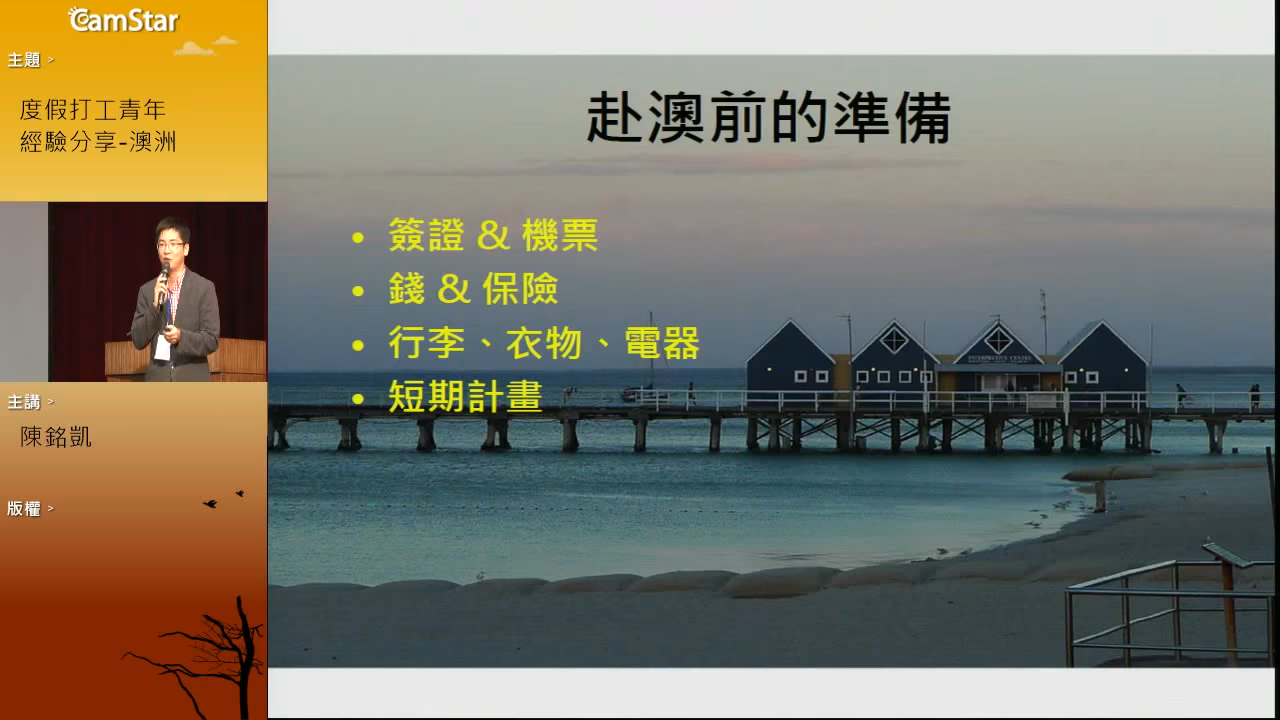 CamStar
主題 >
度假打工青年
經驗分享-澳洲
主講 >
陳銘凱
版權 >
赴澳前的準備
• 簽證 & 機票
• 錢 & 保險
• 行李、衣物、電器
• 短期計畫
INTERPRETIVE CENTRE